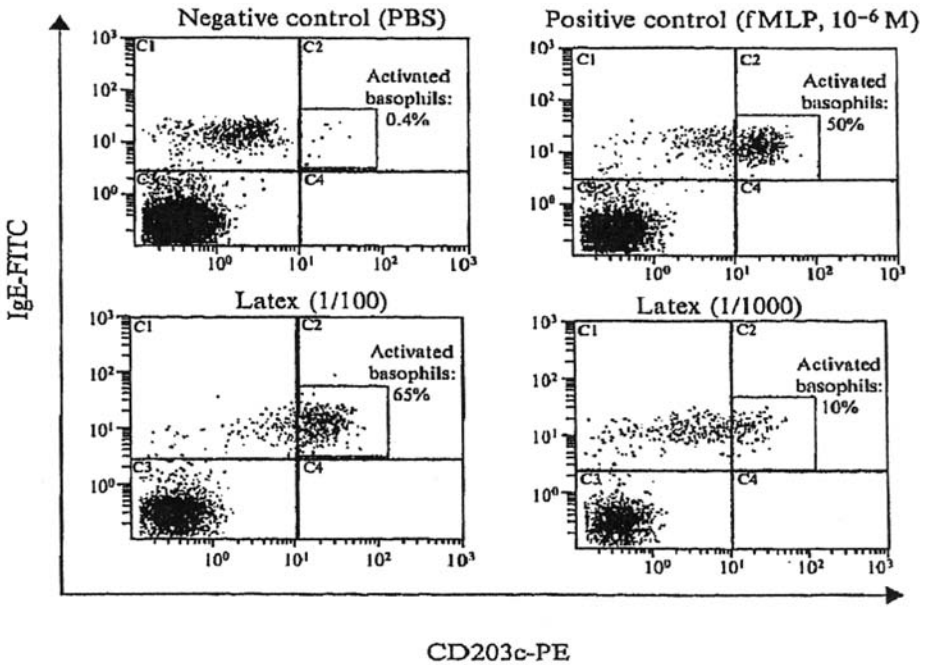 Negative control (PBS)
10³
10²
10¹
10⁰
C1
C2
Activated
basophils:
0.4%
C4
10⁰
10¹
10²
10³
Positive control (fMLP, 10⁻⁶ M)
10³
10²
10¹
10⁰
C1
C2
Activated
basophils:
50%
C4
10⁰
10¹
10²
10³
IgE-FITC
Latex (1/100)
10³
10²
10¹
10⁰
C1
C2
Activated
basophils:
65%
C3
C4
10⁰
10¹
10²
10³
Latex (1/1000)
10³
10²
10¹
10⁰
C1
C2
Activated
basophils:
10%
C3
C4
10⁰
10¹
10²
10³
CD203c-PE